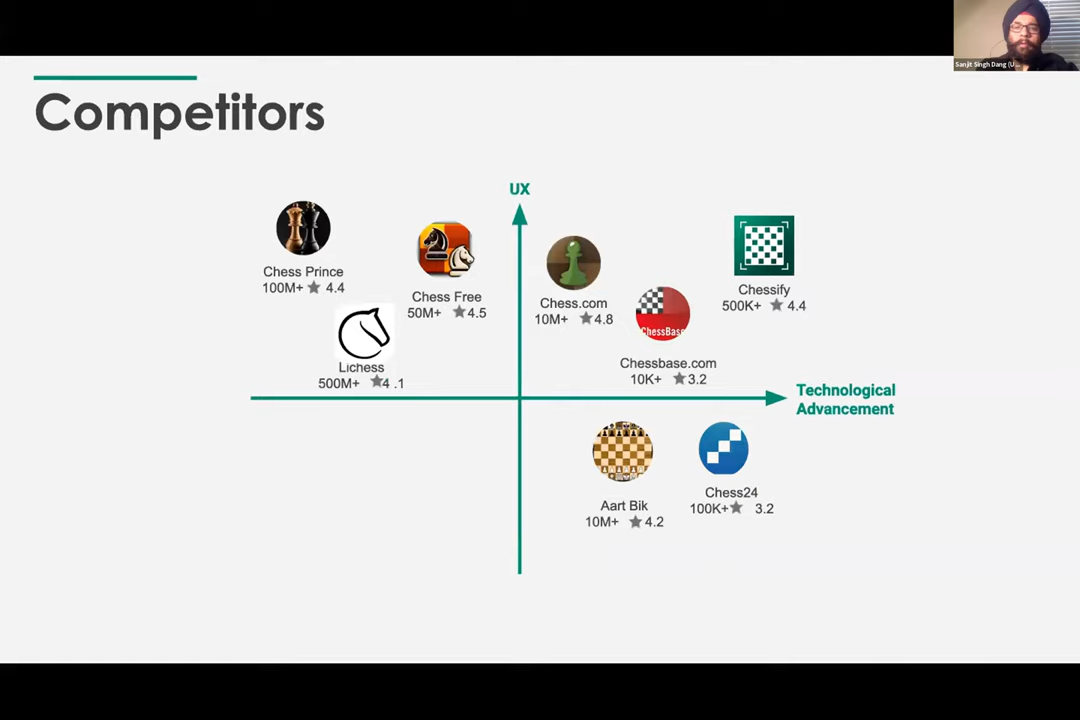 Sanjit Singh Dang (U...
Competitors
UX
Chess Prince
100M+ ★ 4.4
Chess Free
50M+ ★4.5
Lichess
500M+ ★4 .1
Chess.com
10M+ ★4.8
ChessBase
Chessbase.com
10K+ ★3.2
Chessify
500K+ ★ 4.4
Technological
Advancement
Aart Bik
10M+ ★4.2
Chess24
100K+★ 3.2